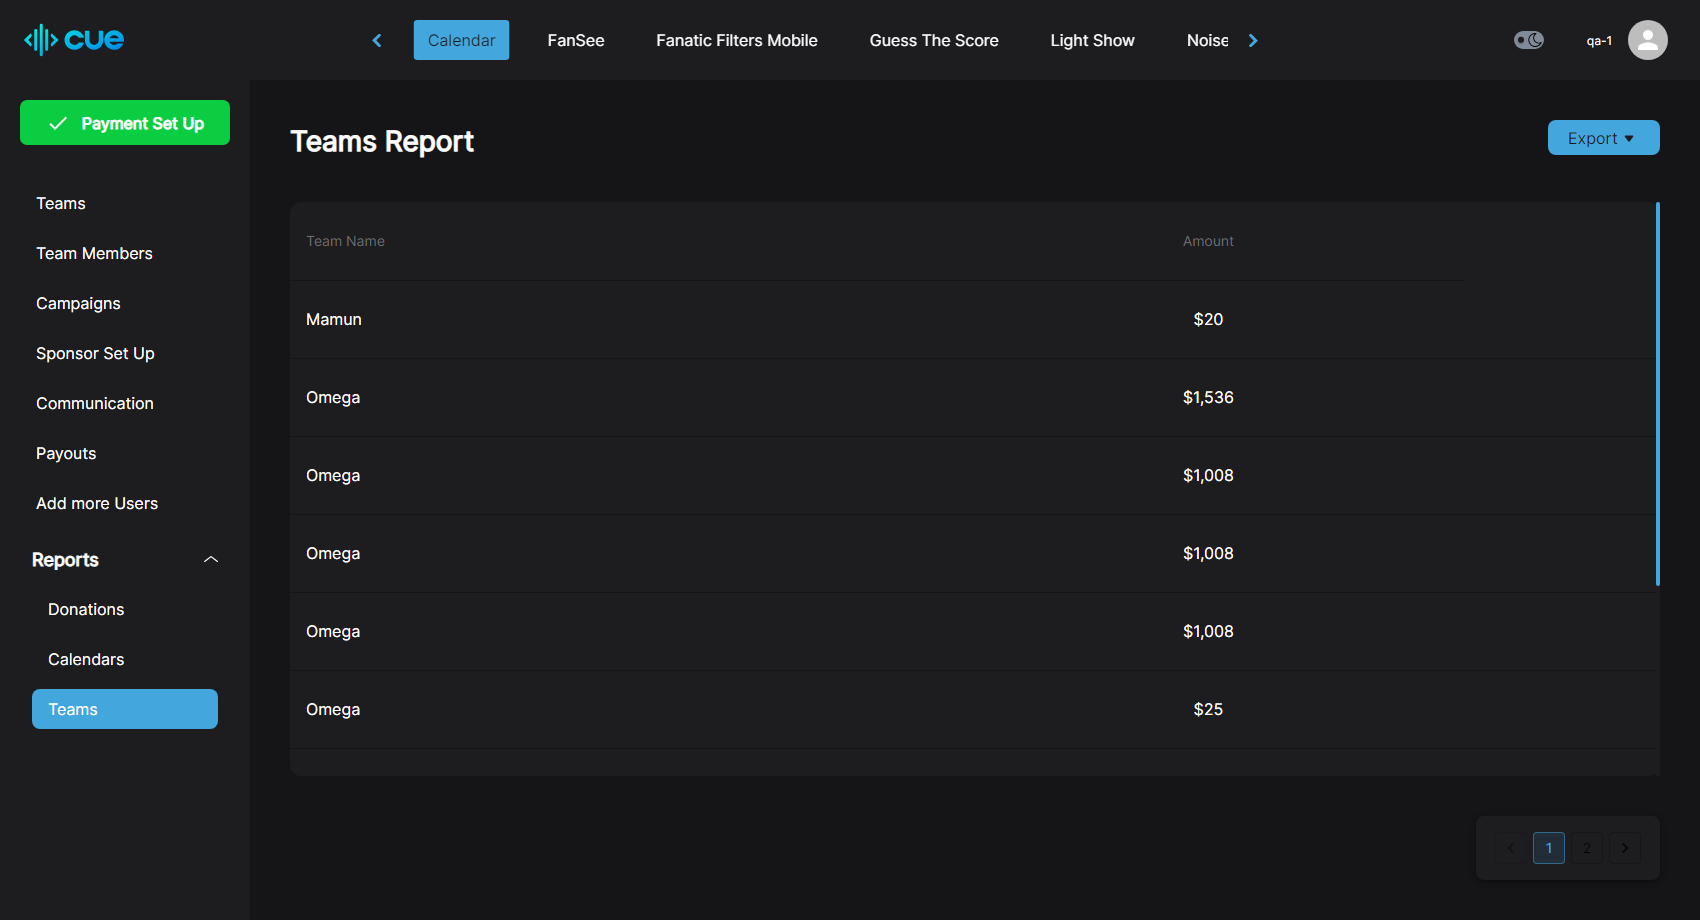 cue
Calendar
FanSee
Fanatic Filters Mobile
Guess The Score
Light Show
Noise
qa-1
Payment Set Up
Teams
Team Members
Campaigns
Sponsor Set Up
Communication
Payouts
Add more Users
Reports
Donations
Calendars
Teams
Teams Report
Export
Team Name Amount
Mamun $20
Omega $1,536
Omega $1,008
Omega $1,008
Omega $1,008
Omega $25
1 2